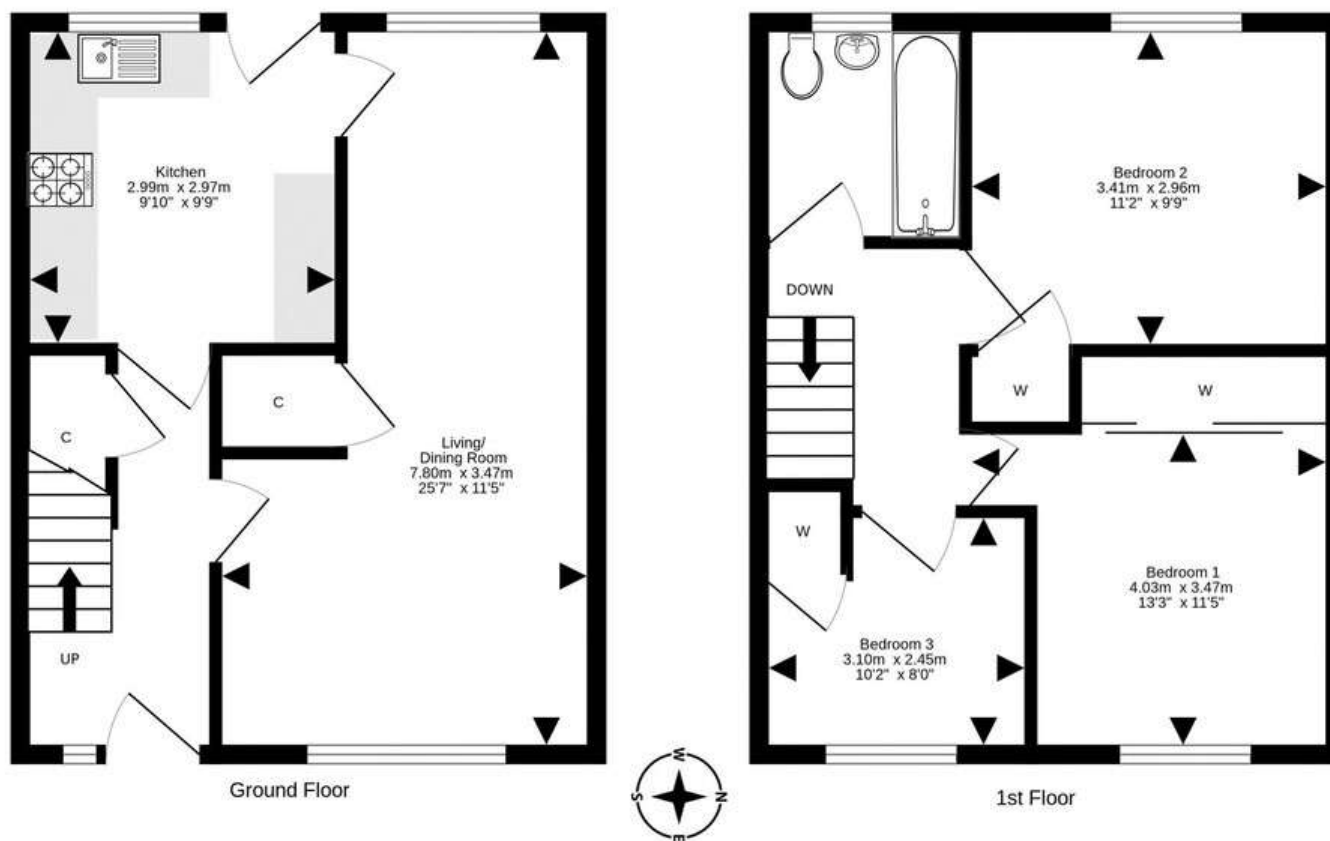 Kitchen
2.99m x 2.97m
9'10" x 9'9"
C
C
Living/
Dining Room
7.80m x 3.47m
25'7" x 11'5"
UP
Ground Floor
Bedroom 2
3.41m x 2.96m
11'2" x 9'9"
DOWN
W
W
W
Bedroom 1
4.03m x 3.47m
13'3" x 11'5"
Bedroom 3
3.10m x 2.45m
10'2" x 8'0"
1st Floor
W
S
N
E